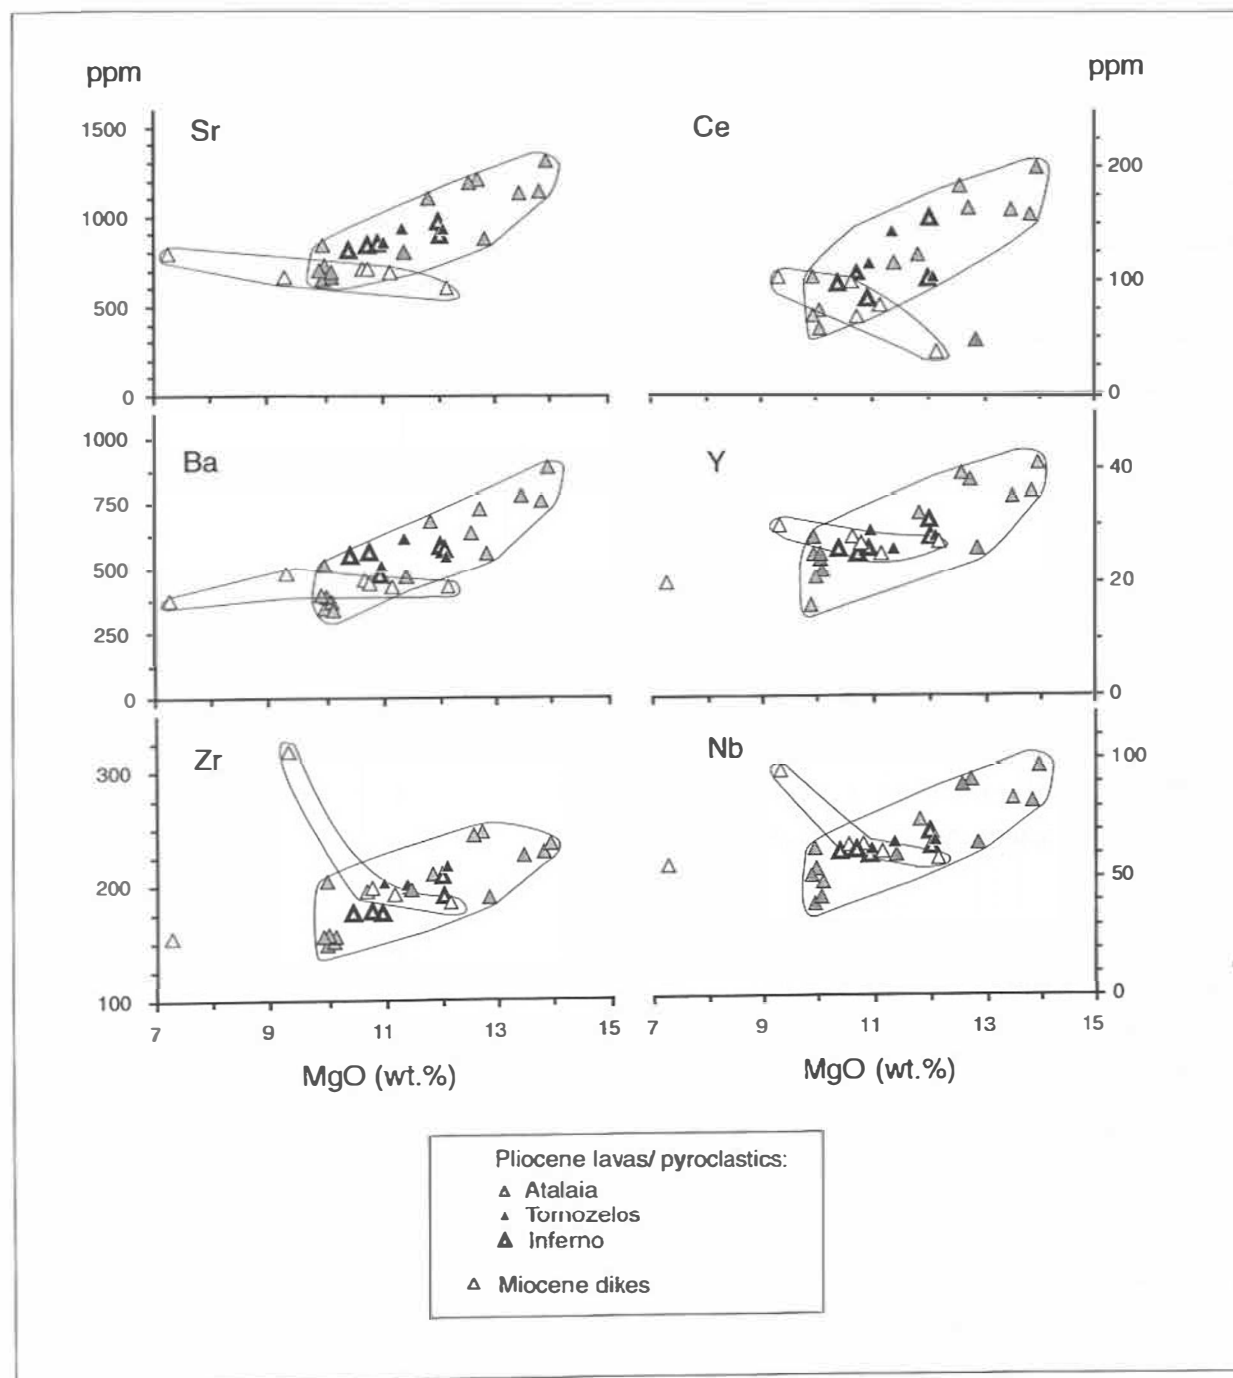 ppm
ppm
Sr
1500
1000
500
0
Ce
200
100
0
Ba
1000
750
500
250
0
Y
40
20
0
Zr
300
200
100
Nb
100
50
0
7 9 11 13 15
7 9 11 13 15
MgO (wt.%)
MgO (wt.%)
Pliocene lavas/ pyroclastics:
Atalaia
Tornozelos
Inferno
Miocene dikes